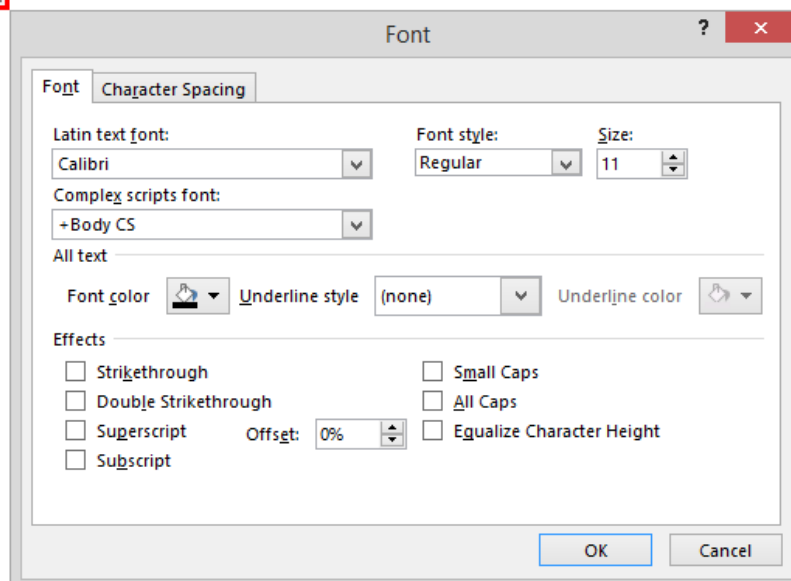 Font ?
Font Character Spacing
Latin text font: Font style: Size:
Calibri Regular 11
Complex scripts font:
+Body CS
All text
Font color Underline style (none) Underline color
Effects
Strikethrough Small Caps
Double Strikethrough All Caps
Superscript Offset: 0% Equalize Character Height
Subscript
OK Cancel